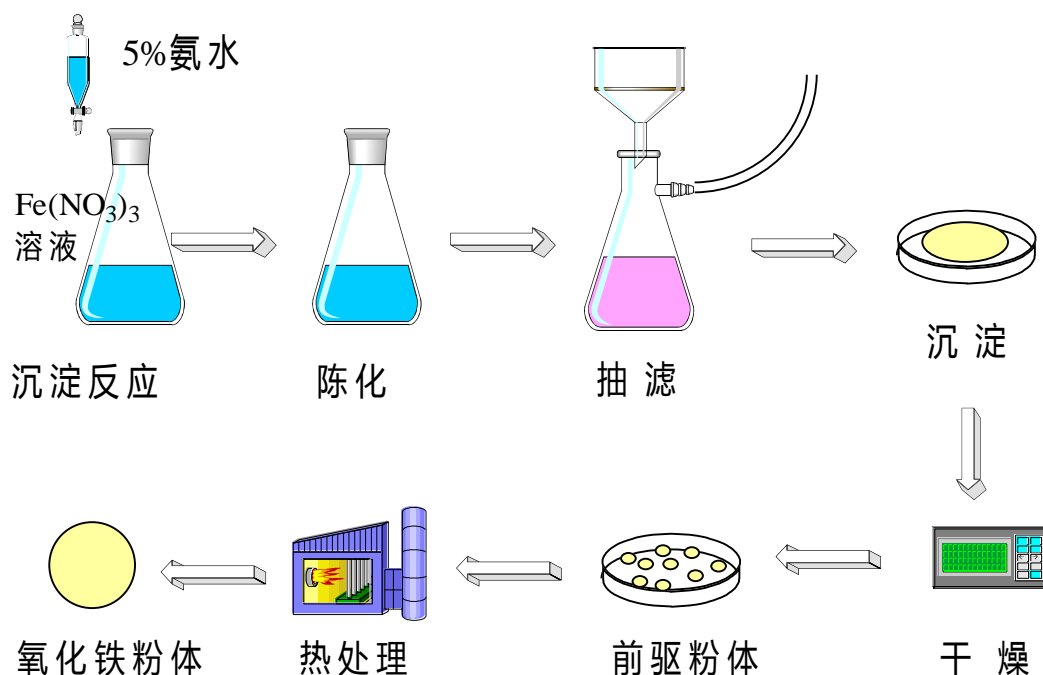 5%氨水
Fe(NO3)3
溶液
沉淀反应
陈化
抽 滤
沉 淀
氧化铁粉体
热处理
前驱粉体
干 燥